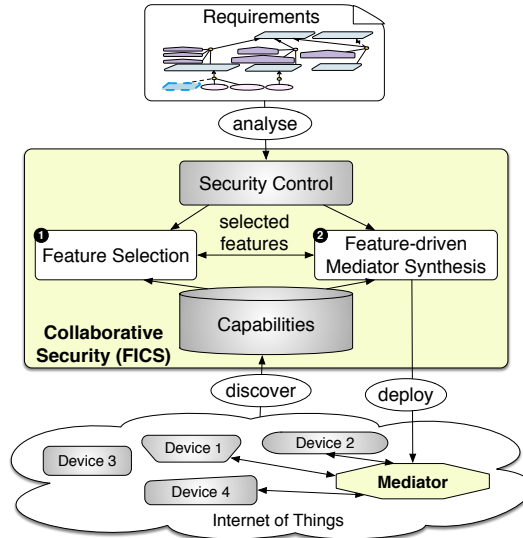 Requirements
analyse
Security Control
selected
features
1
Feature Selection
2
Feature-driven
Mediator Synthesis
Capabilities
Collaborative
Security (FICS)
discover
deploy
Device 1
Device 2
Device 3
Mediator
Device 4
Internet of Things